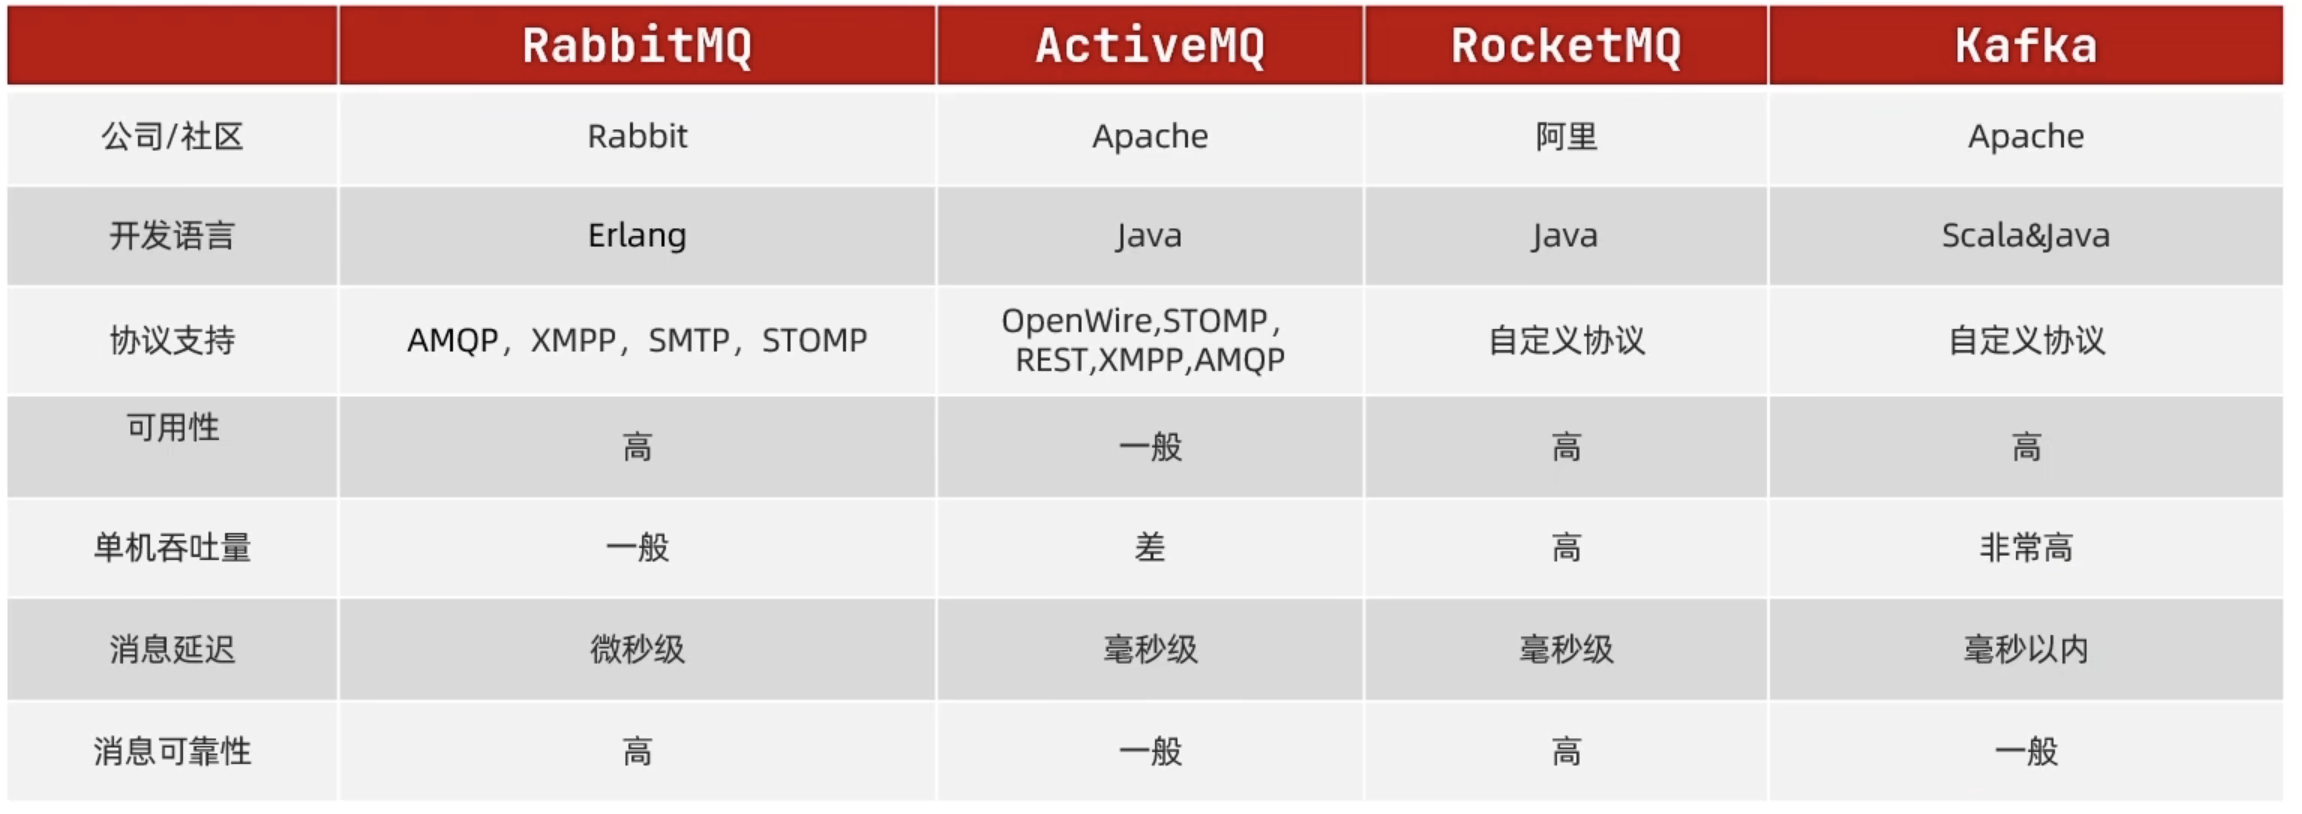 RabbitMQ ActiveMQ RocketMQ Kafka
公司/社区 Rabbit Apache 阿里 Apache
开发语言 Erlang Java Java Scala&Java
协议支持 AMQP，XMPP，SMTP，STOMP OpenWire,STOMP，
REST,XMPP,AMQP 自定义协议 自定义协议
可用性 高 一般 高 高
单机吞吐量 一般 差 高 非常高
消息延迟 微秒级 毫秒级 毫秒级 毫秒以内
消息可靠性 高 一般 高 一般